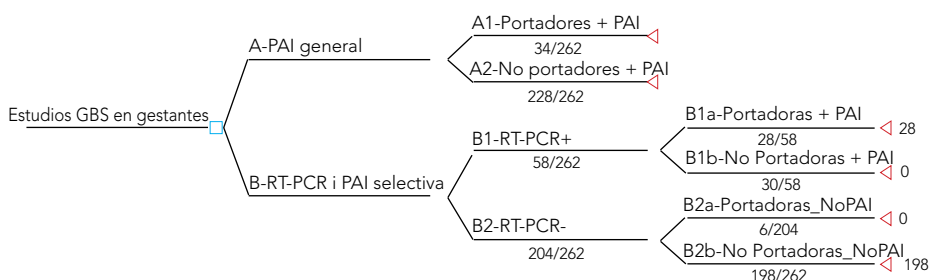 A1-Portadores + PAI
34/262
A-PAI general
A2-No portadores + PAI
228/262
Estudios GBS en gestantes
B1a-Portadoras + PAI
28
28/58
B1-RT-PCR+
58/262
B1b-No Portadoras + PAI
0
30/58
B-RT-PCR i PAI selectiva
B2a-Portadoras_NoPAI
0
6/204
B2-RT-PCR-
204/262
B2b-No Portadoras_NoPAI
198
198/262